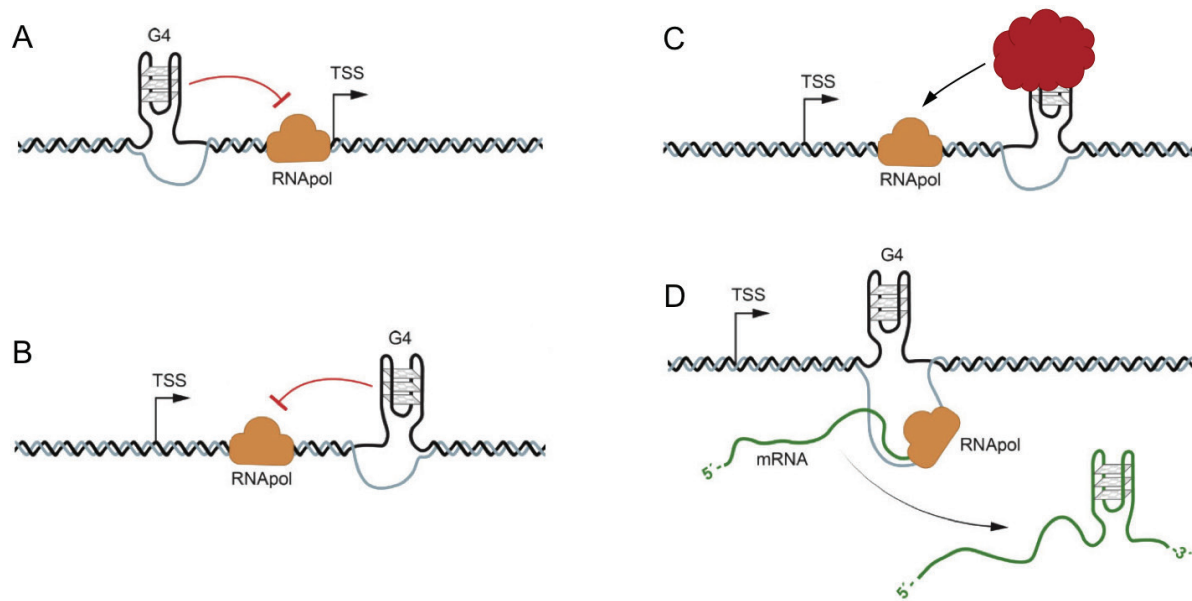 A
G4
TSS
RNApol
B
G4
TSS
RNApol
C
TSS
RNApol
D
G4
TSS
RNApol
mRNA
5´-
5´-
-3´